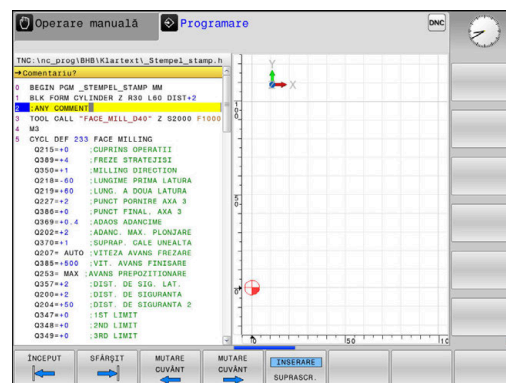 Operare manuală
Programare
DNC
TNC:\nc_prog\BHB\Klartext\_Stempel_stamp.h
→Comentariu?
0 BEGIN PGM _STEMPEL_STAMP MM
1 BLK FORM CYLINDER Z R30 L60 DIST+2
2 ;ANY COMMENT
3 TOOL CALL "FACE_MILL_D40" Z S2000 F1000
4 M3
5 CYCL DEF 233 FACE MILLING
Q215=+0 ;CUPRINS OPERATII
Q389=+4 ;FREZE STRATEJISI
Q350=+1 ;MILLING DIRECTION
Q218=-60 ;LUNGIME PRIMA LATURA
Q219=+60 ;LUNG. A DOUA LATURA
Q227=+2 ;PUNCT PORNIRE AXA 3
Q386=+0 ;PUNCT FINAL. AXA 3
Q369=+0.4 ;ADAOS ADANCIME
Q202=+2 ;ADANC. MAX. PLONJARE
Q370=+1 ;SUPRAP. CALE UNEALTA
Q207= AUTO ;VITEZA AVANS FREZARE
Q385=+500 ;VIT. AVANS FINISARE
Q253= MAX ;AVANS PREPOZITIONARE
Q357=+2 ;DIST. DE SIG. LAT.
Q200=+2 ;DIST. DE SIGURANTA
Q204=+50 ;DIST. DE SIGURANTA 2
Q347=+0 ;1ST LIMIT
Q348=+0 ;2ND LIMIT
Q349=+0 ;3RD LIMIT
Y
X
100
50
0
0
50
ÎNCEPUT
SFÂRŞIT
MUTARE CUVÂNT
MUTARE CUVÂNT
INSERARE
SUPRASCR.